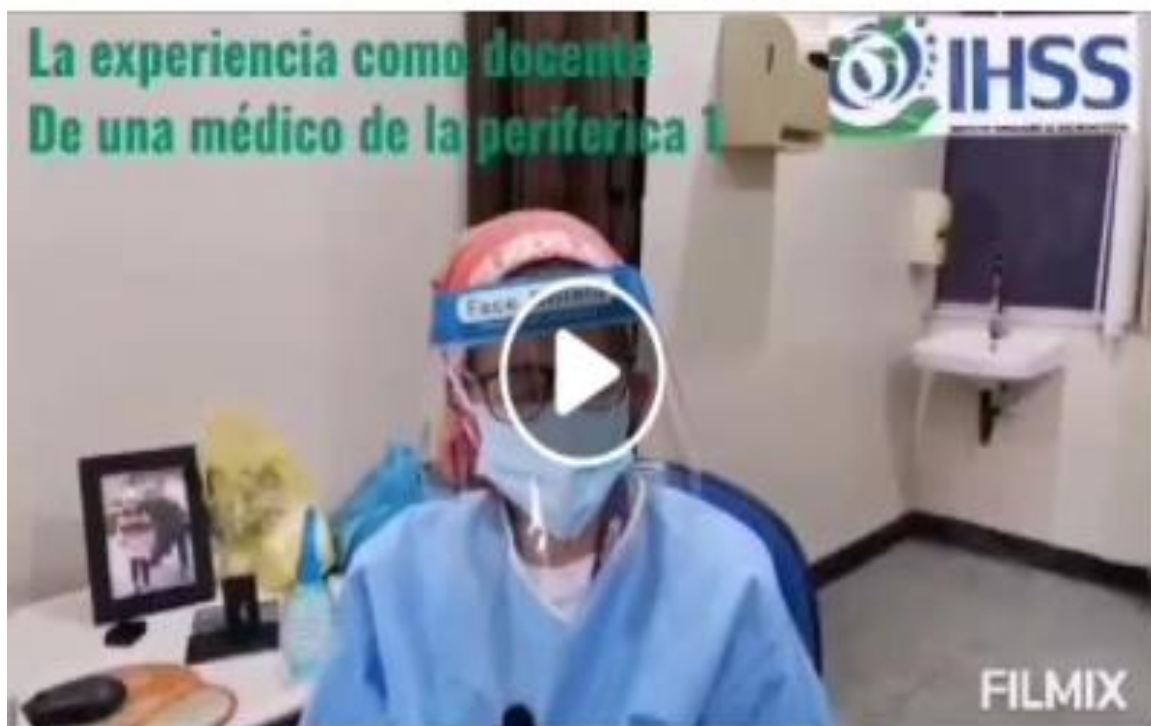 La experiencia como docente
De una médico de la periferica 1
IHSS
Face
FILMIX